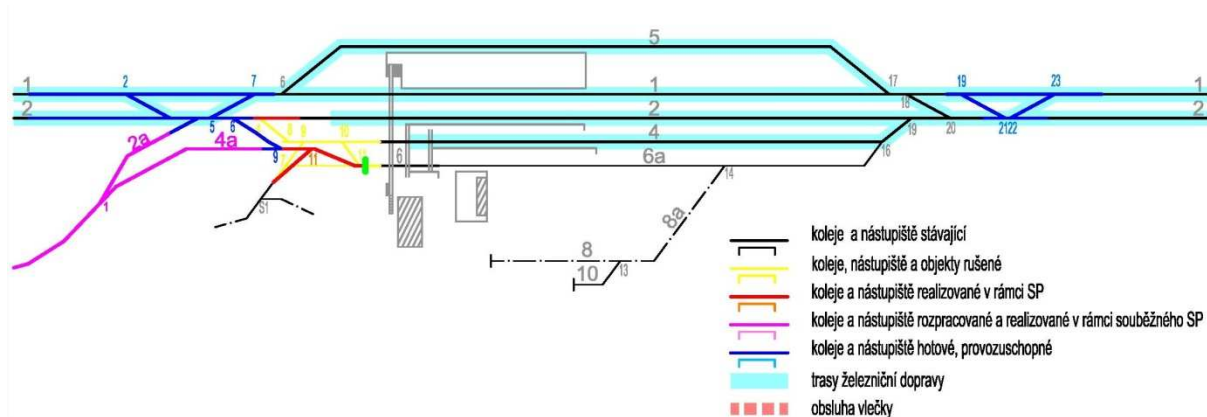 5
1 2 7 6 1 17 19 23 1
18
2 5 6 2 19 20 2122 2
2a 4a 8 9 10 4
9 11 6 6a 16
14
1 S1
8a
8
10 13
koleje a nástupiště stávající
koleje, nástupiště a objekty rušené
koleje a nástupiště realizované v rámci SP
koleje a nástupiště rozpracované a realizované v rámci souběžného SP
koleje a nástupiště hotové, provozuschopné
trasy železniční dopravy
obsluha vlečky